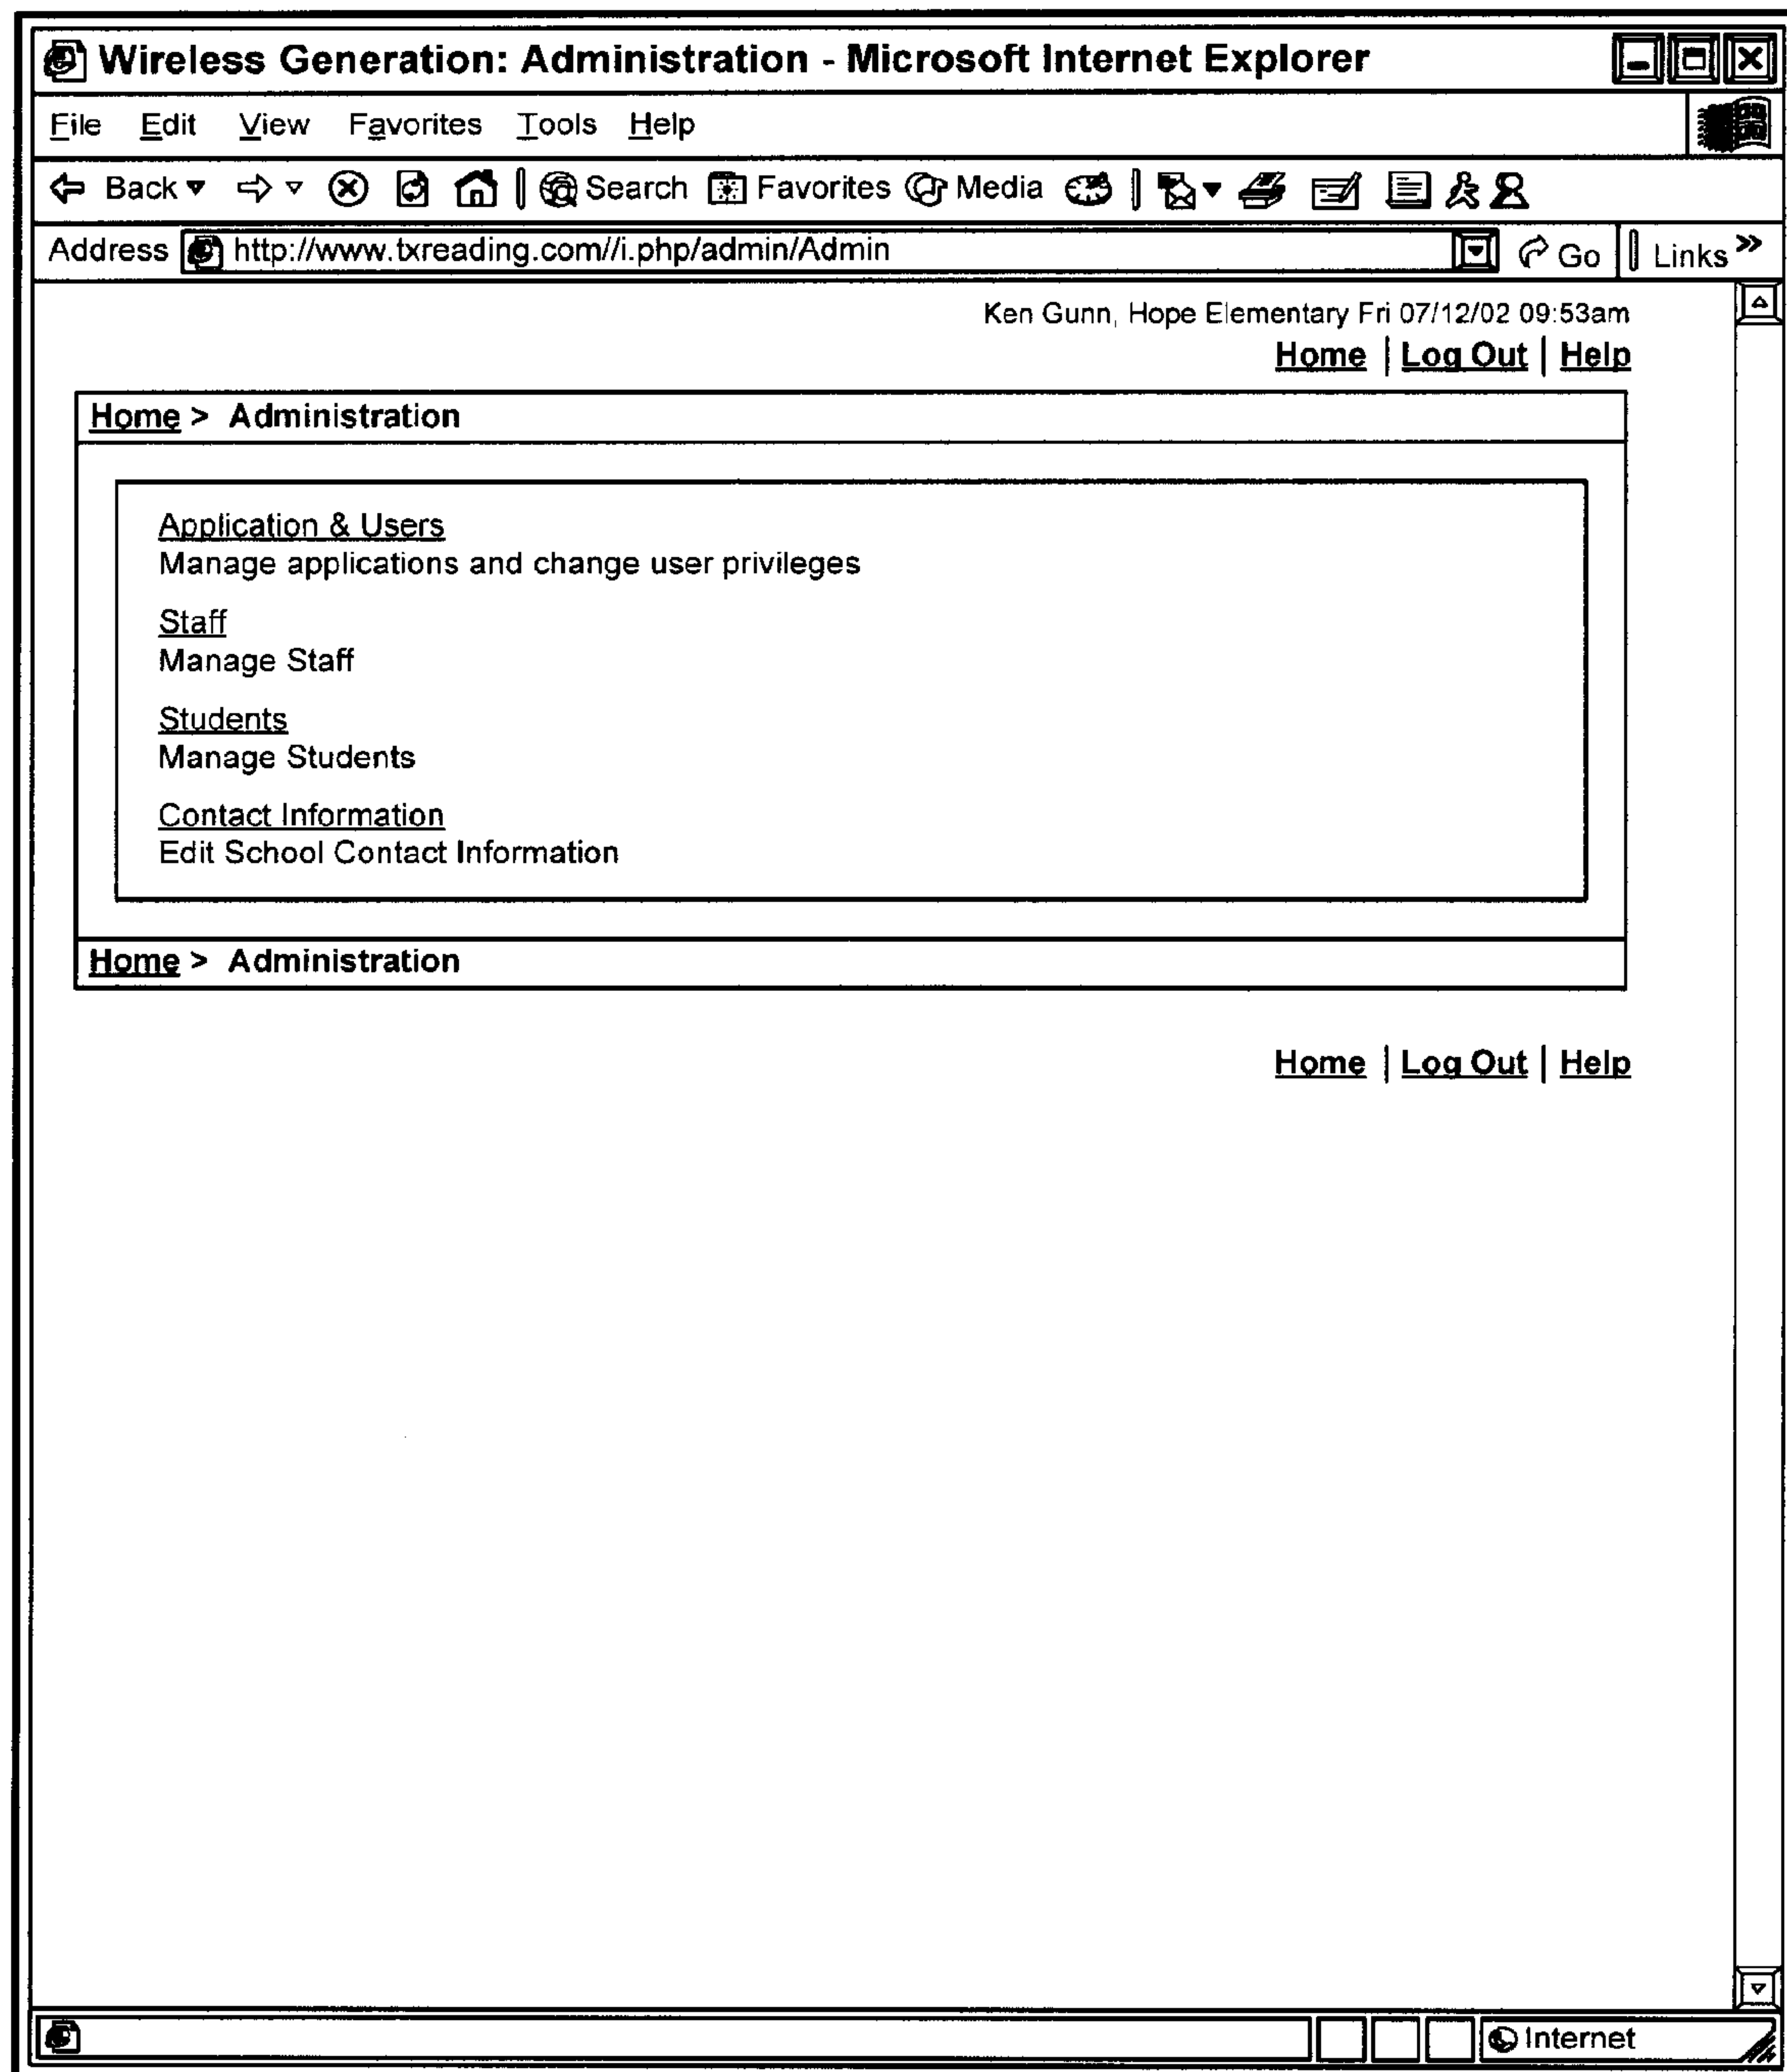 Wireless Generation: Administration - Microsoft Internet Explorer
File Edit View Favorites Tools Help
Back Search Favorites Media
Address http://www.txreading.com//i.php/admin/Admin Go Links »
Ken Gunn, Hope Elementary Fri 07/12/02 09:53am
Home | Log Out | Help
Home > Administration
Application & Users
Manage applications and change user privileges
Staff
Manage Staff
Students
Manage Students
Contact Information
Edit School Contact Information
Home > Administration
Home | Log Out | Help
Internet